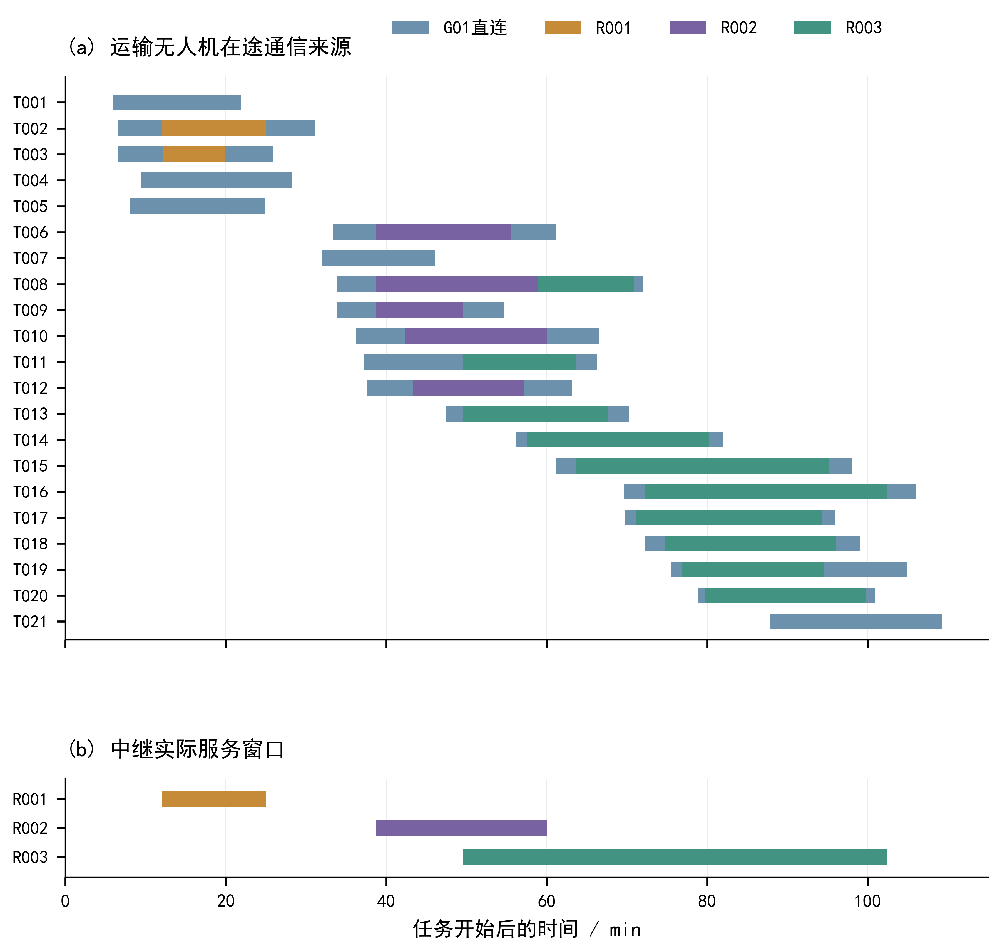 G01直连 R001 R002 R003
(a) 运输无人机在途通信来源
T001
T002
T003
T004
T005
T006
T007
T008
T009
T010
T011
T012
T013
T014
T015
T016
T017
T018
T019
T020
T021
(b) 中继实际服务窗口
R001
R002
R003
0 20 40 60 80 100
任务开始后的时间 / min